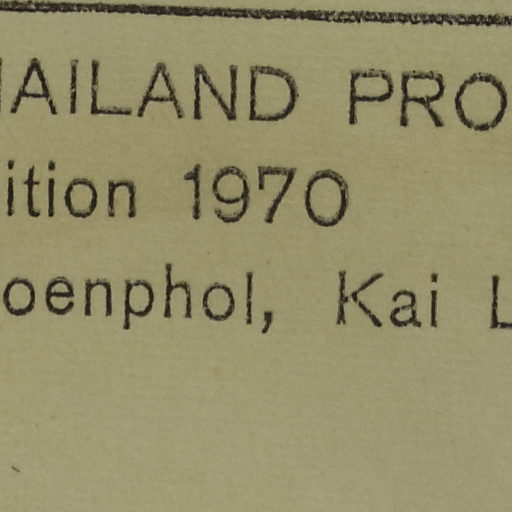 HAILAND PRO
ition 1970
oenphol, Kai L